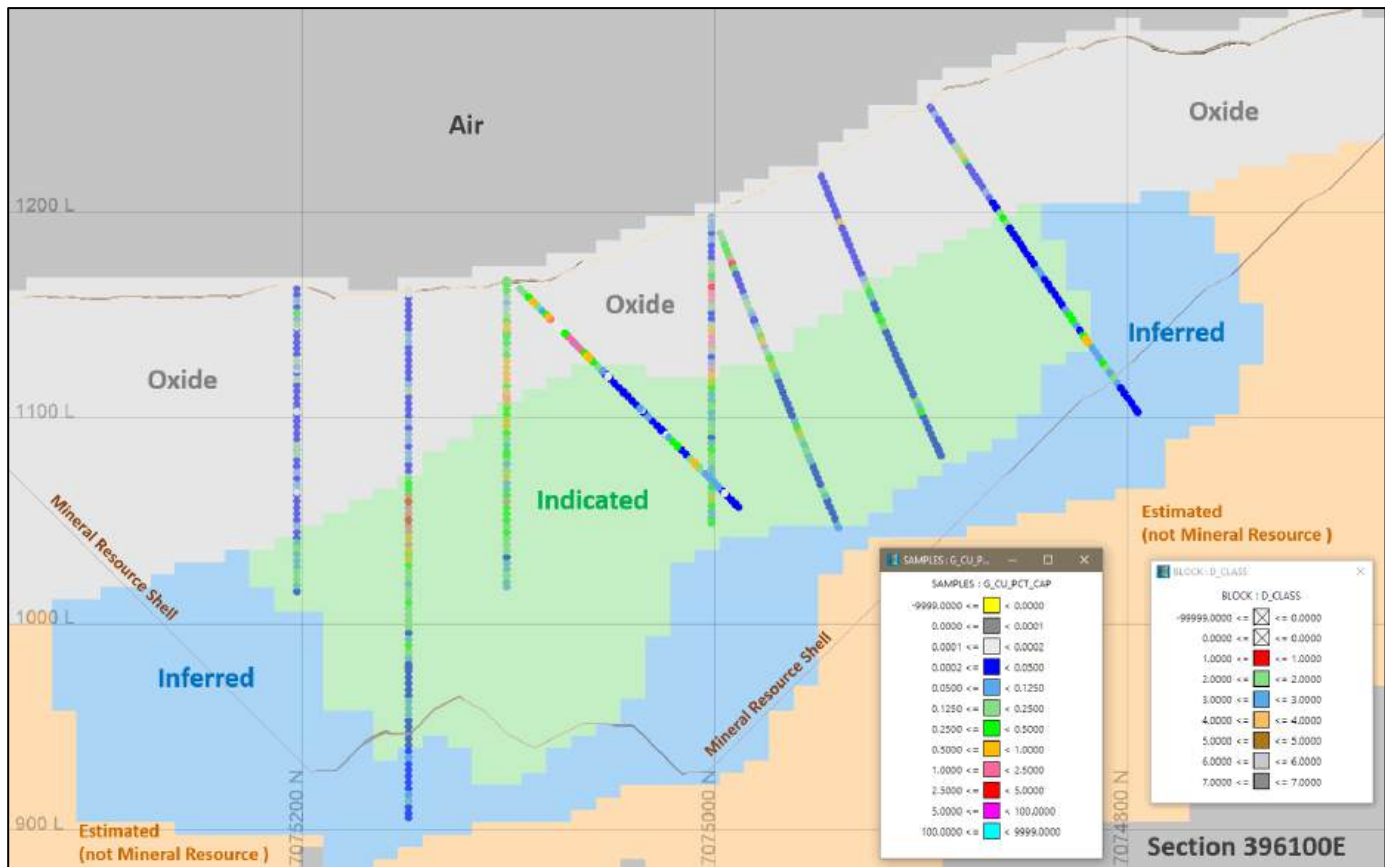 Air
Oxide
1200 L
Oxide
Inferred
Oxide
1100 L
Indicated
Mineral Resource Shell
Estimated
(not Mineral Resource )
1000 L
Inferred
Mineral Resource Shell
SAMPLES : G_CU_P...
SAMPLES : G_CU_PCT_CAP
-9999.0000 <= < 0.0000
0.0000 <= < 0.0001
0.0001 <= < 0.0002
0.0002 <= < 0.0500
0.0500 <= < 0.1250
0.1250 <= < 0.2500
0.2500 <= < 0.5000
0.5000 <= < 1.0000
1.0000 <= < 2.5000
2.5000 <= < 5.0000
5.0000 <= < 100.0000
100.0000 <= < 9999.0000
BLOCK : D_CLASS
BLOCK : D_CLASS
-99999.0000 <= <= 0.0000
0.0000 <= <= 0.0000
1.0000 <= <= 1.0000
2.0000 <= <= 2.0000
3.0000 <= <= 3.0000
4.0000 <= <= 4.0000
5.0000 <= <= 5.0000
6.0000 <= <= 6.0000
7.0000 <= <= 7.0000
900 L
Estimated
(not Mineral Resource )
7075200 N
7075000 N
7074800 N
Section 396100E